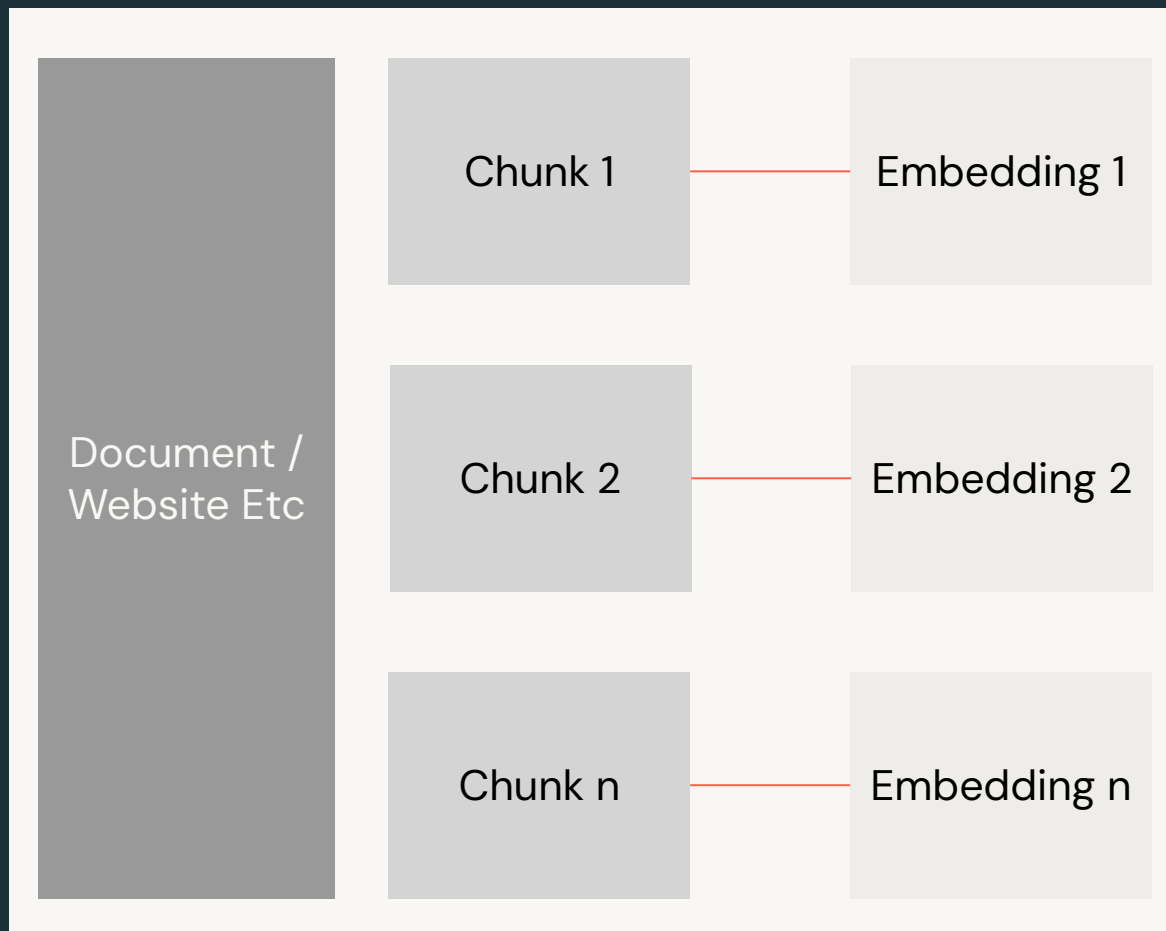 Document /
Website Etc
Chunk 1
Embedding 1
Chunk 2
Embedding 2
Chunk n
Embedding n